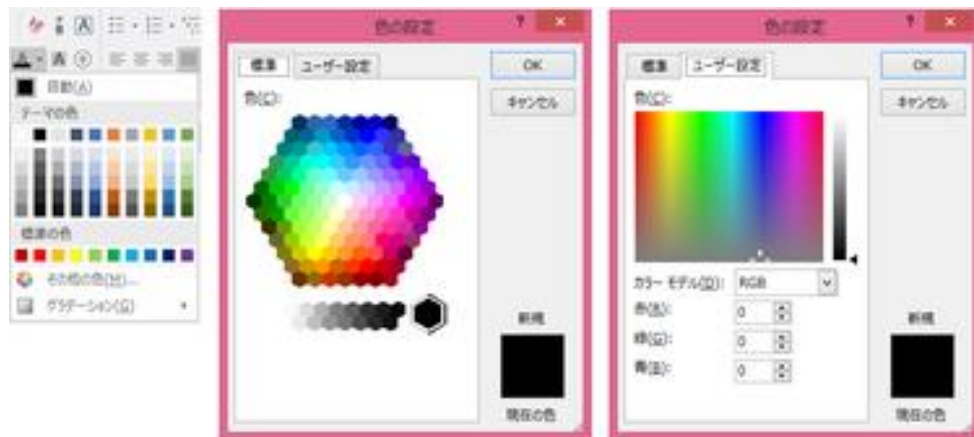 自動(A)
テーマの色
標準の色
その他の色(M)...
グラデーション(G)
色の設定
?
×
標準
ユーザー設定
OK
キャンセル
色(C):
新規
現在の色
色の設定
?
×
標準
ユーザー設定
OK
キャンセル
色(C):
カラー モデル(D): RGB
赤(R): 0
緑(G): 0
青(B): 0
新規
現在の色